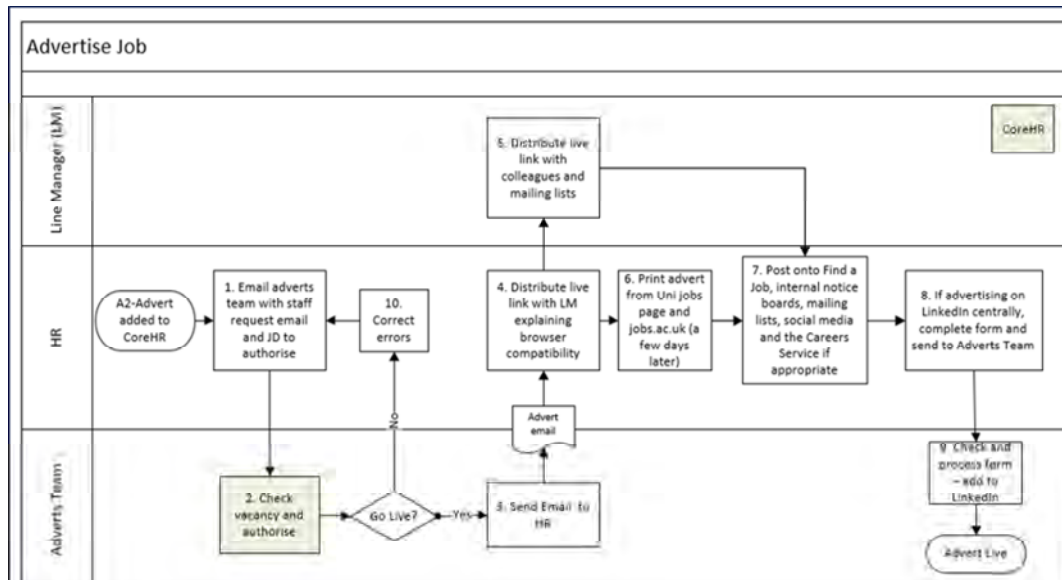 Advertise Job
Line Manager (LM)
CoreHR
5. Distribute live
link with
colleagues and
mailing lists
HR
A2-Advert
added to
CoreHR
1. Email adverts
team with staff
request email
and JD to
authorise
10.
Correct
errors
4. Distribute live
link with LM
explaining
browser
compatibility
6. Print advert
from Uni jobs
page and
jobs.ac.uk (a
few days
later)
7. Post onto Find a
Job, internal notice
boards, mailing
lists, social media
and the Careers
Service if
appropriate
8. If advertising on
LinkedIn centrally,
complete form and
send to Adverts Team
No
Advert
email
Adverts Team
2. Check
vacancy and
authorise
Go Live?
Yes
3. Send Email to
HR
9. Check and
process form
– add to
LinkedIn
Advert Live